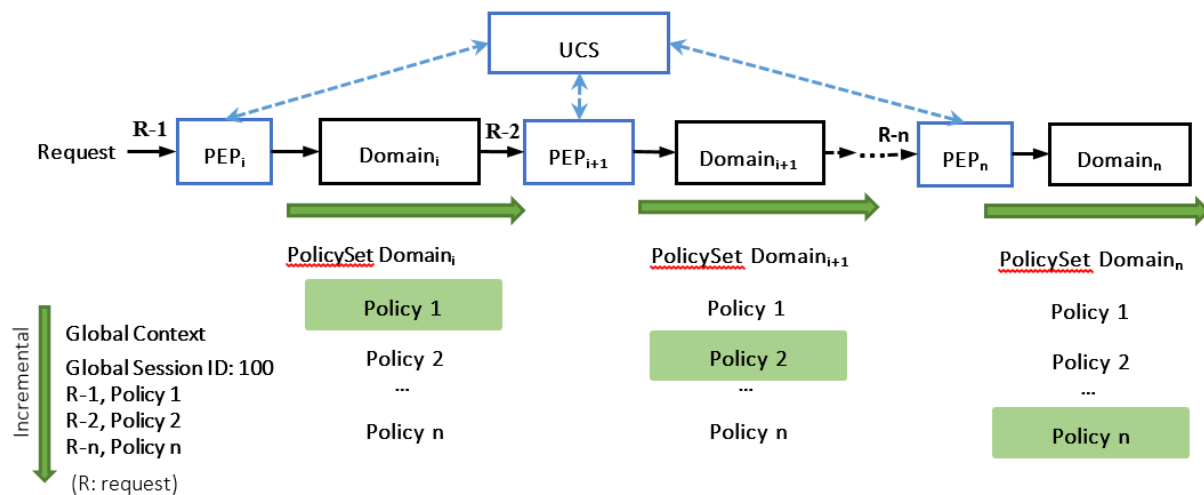 UCS
R-1
R-2
R-n
Request
PEPi
Domaini
PEPi+1
Domaini+1
PEPn
Domainn
PolicySet Domaini
PolicySet Domaini+1
PolicySet Domainn
Policy 1
Policy 2
...
Policy n
Policy 1
Policy 2
...
Policy n
Policy 1
Policy 2
...
Policy n
Incremental
Global Context
Global Session ID: 100
R-1, Policy 1
R-2, Policy 2
R-n, Policy n
(R: request)